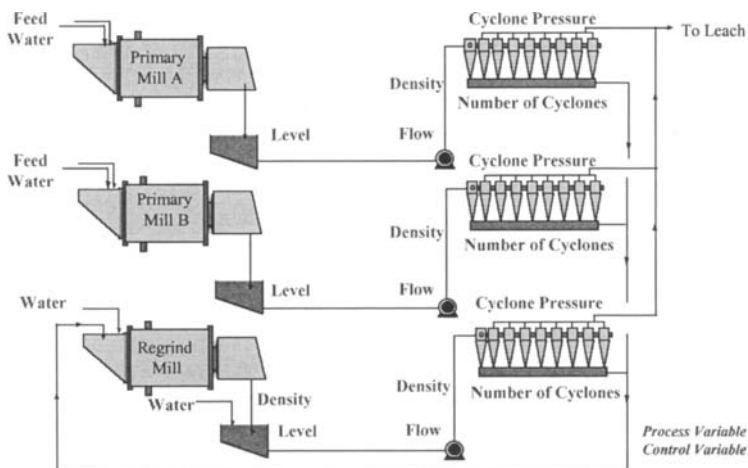 Feed
Water
Primary
Mill A
Level
Flow
Density
Cyclone Pressure
Number of Cyclones
To Leach
Feed
Water
Primary
Mill B
Level
Flow
Density
Cyclone Pressure
Number of Cyclones
Water
Regrind
Mill
Water
Density
Level
Flow
Density
Cyclone Pressure
Number of Cyclones
Process Variable
Control Variable